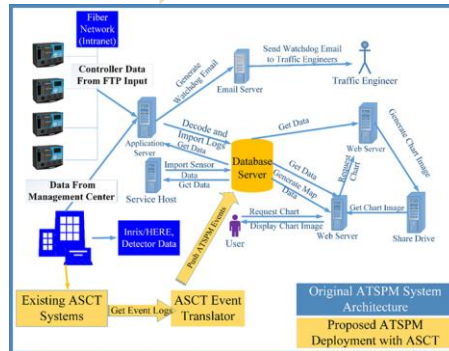 Fiber
Network
(Intranet)
Controller Data
From FTP Input
Generate
Watchdog Email
Email Server
Send Watchdog Email
to Traffic Engineers
Traffic Engineer
Application
Server
Decode and
Import Logs
Get Data
Get Data
Web Server
Generate Chart Image
Import Sensor
Data
Get Data
Service Host
Database
Server
Get Data
Generate Map
Data
Request
Chart
Data From
Management Center
Inrix/HERE,
Detector Data
Push ATSPM Events
User
Request Chart
Display Chart Image
Web Server
Get Chart Image
Share Drive
Existing ASCT
Systems
Get Event Logs
ASCT Event
Translator
Original ATSPM System
Architecture
Proposed ATSPM
Deployment with ASCT